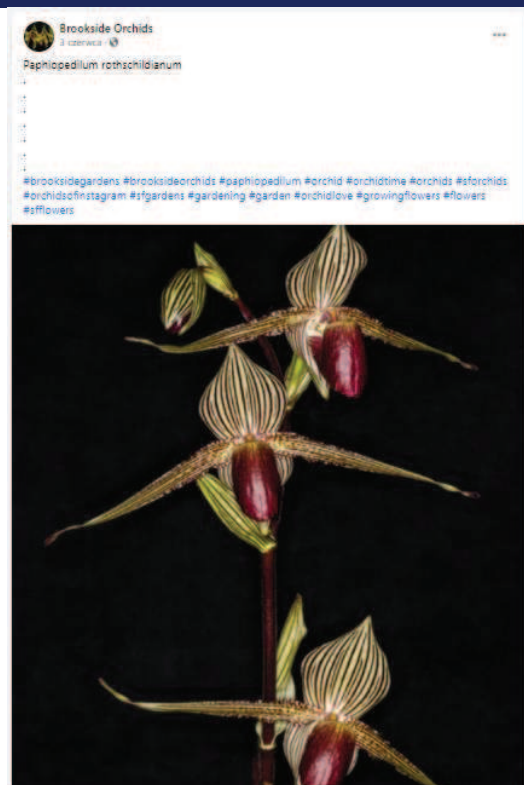 Brookside Orchids
3 czerwca ·
Paphiopedilum rothschildianum
.
.
.
.
.
.
#brooksidegardens #brooksideorchids #paphiopedilum #orchid #orchidtime #orchids #sforchids
#orchidsofinstagram #sfgardens #gardening #garden #orchidlove #growingflowers #flowers
#sfflowers